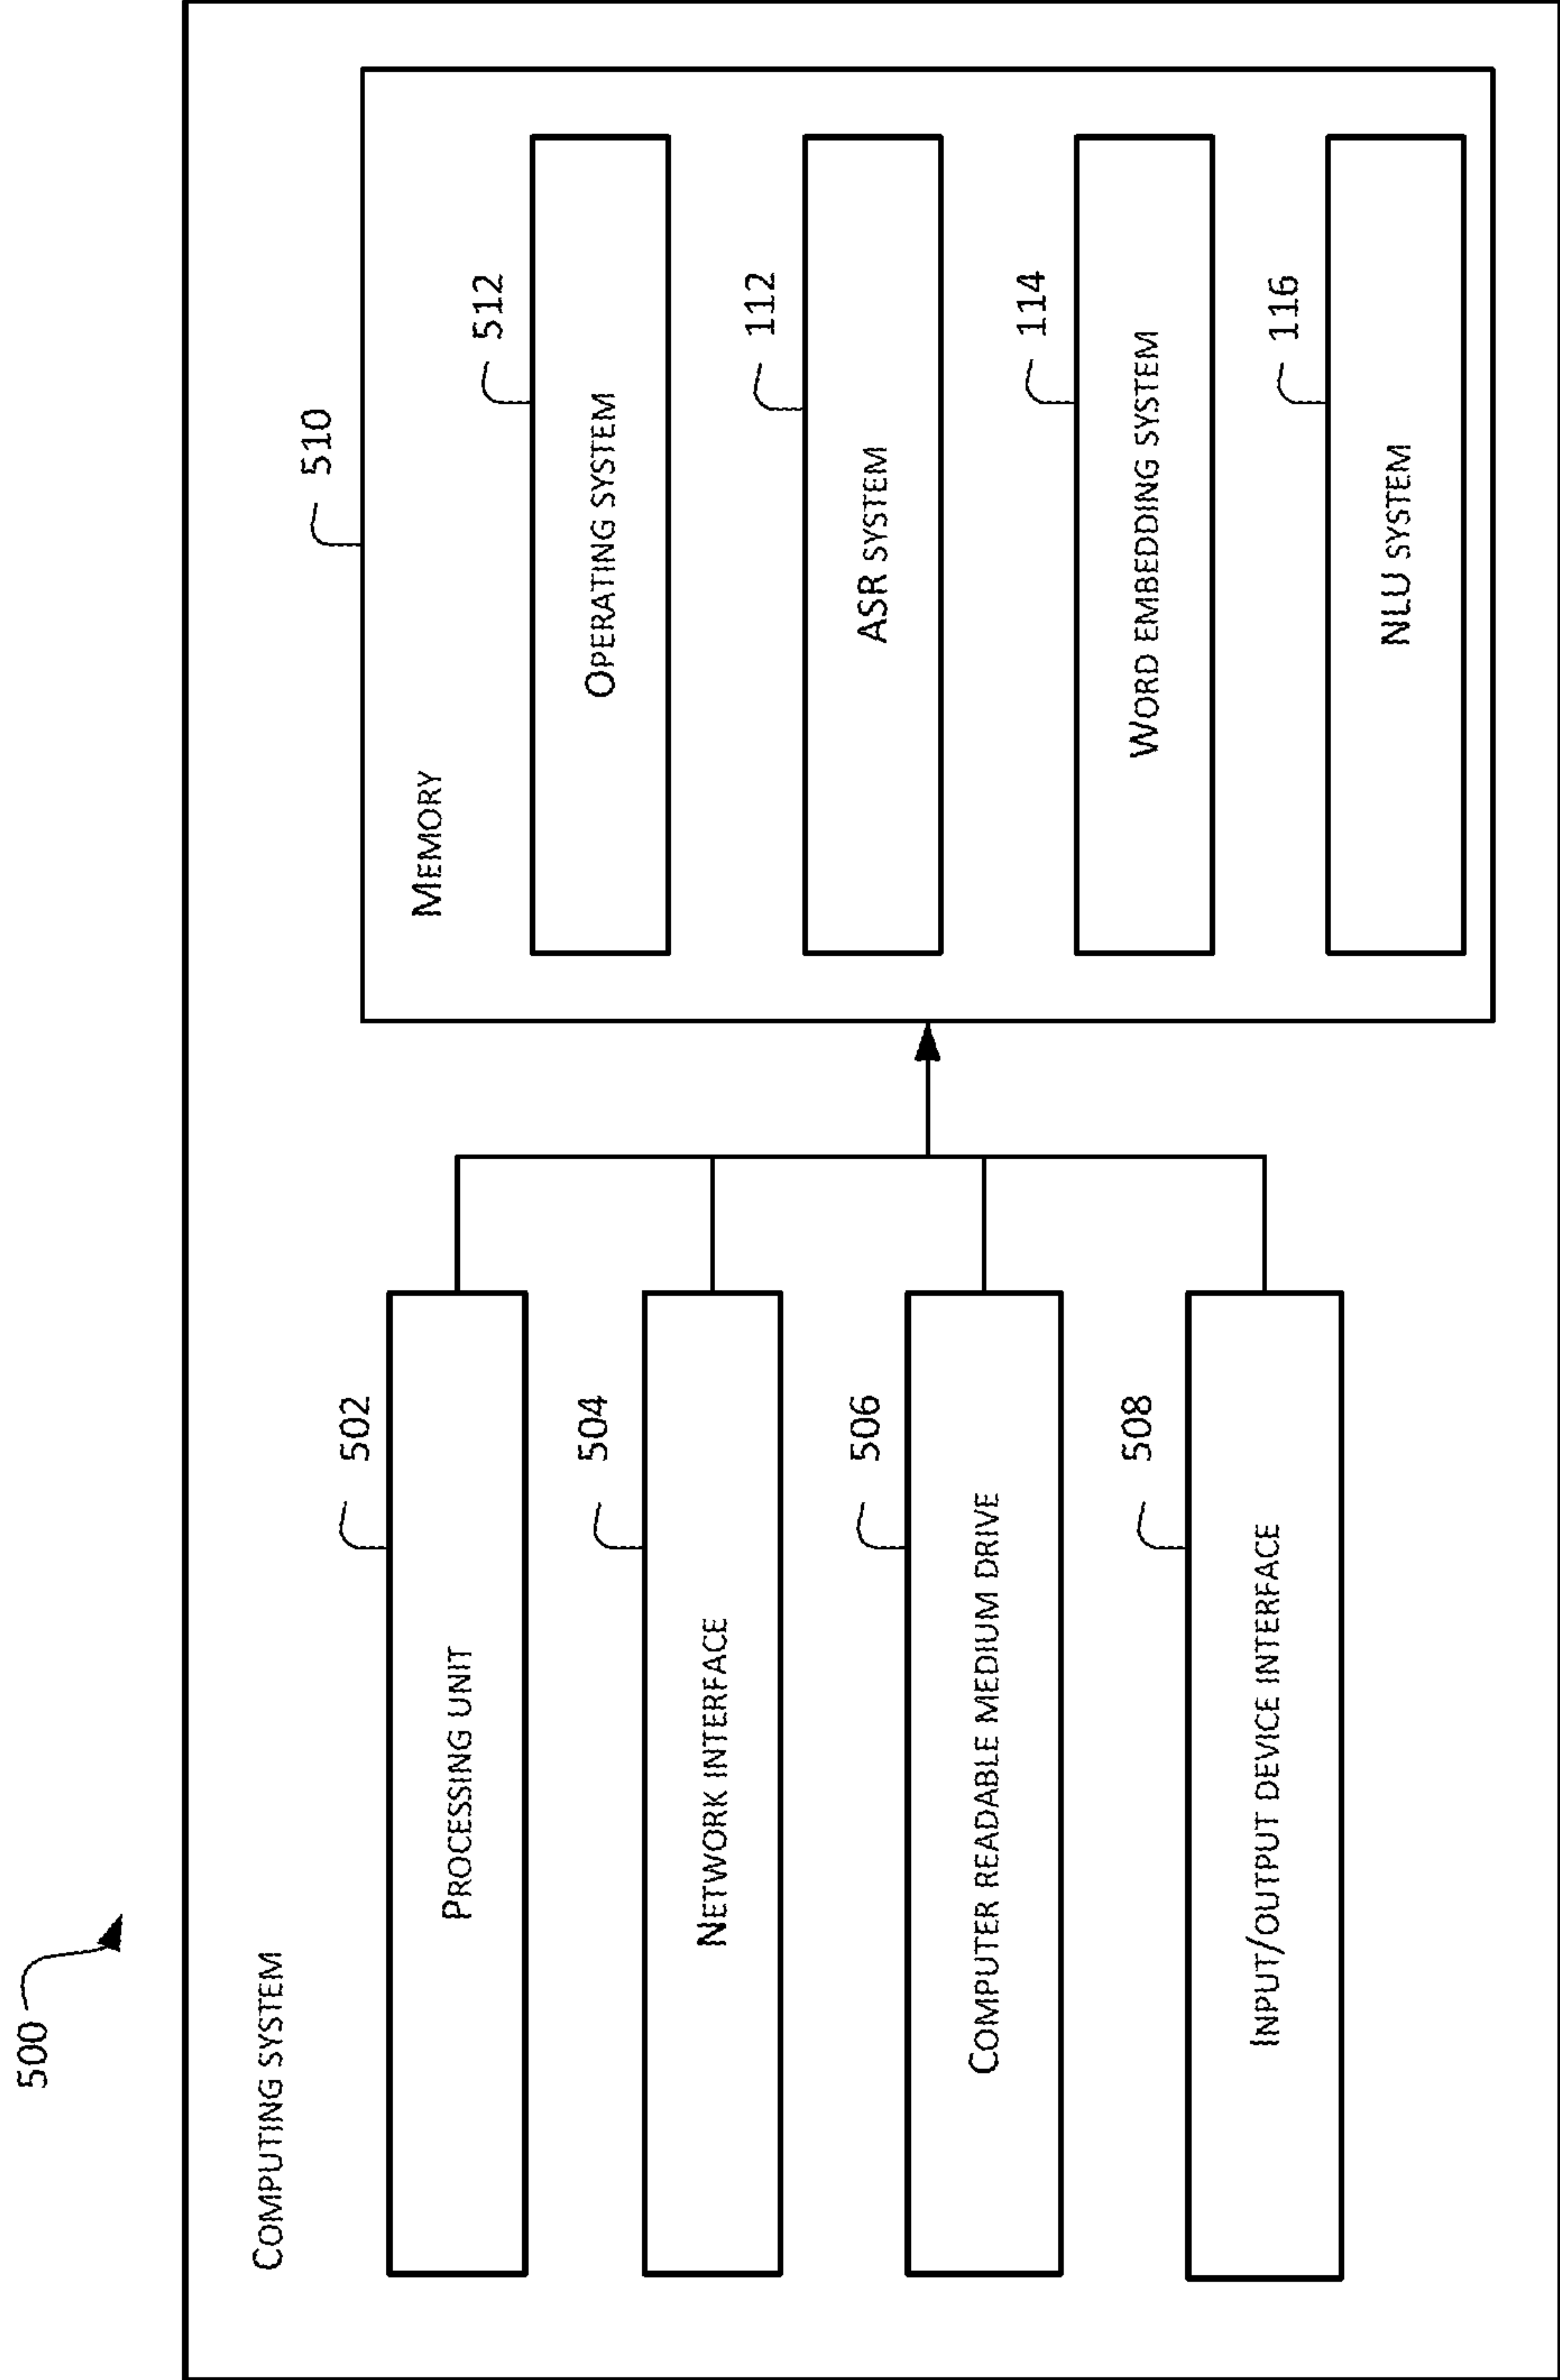 500
COMPUTING SYSTEM
502
PROCESSING UNIT
504
NETWORK INTERFACE
506
COMPUTER READABLE MEDIUM DRIVE
508
INPUT/OUTPUT DEVICE INTERFACE
510
MEMORY
512
OPERATING SYSTEM
112
ASR SYSTEM
114
WORD EMBEDDING SYSTEM
116
NLU SYSTEM